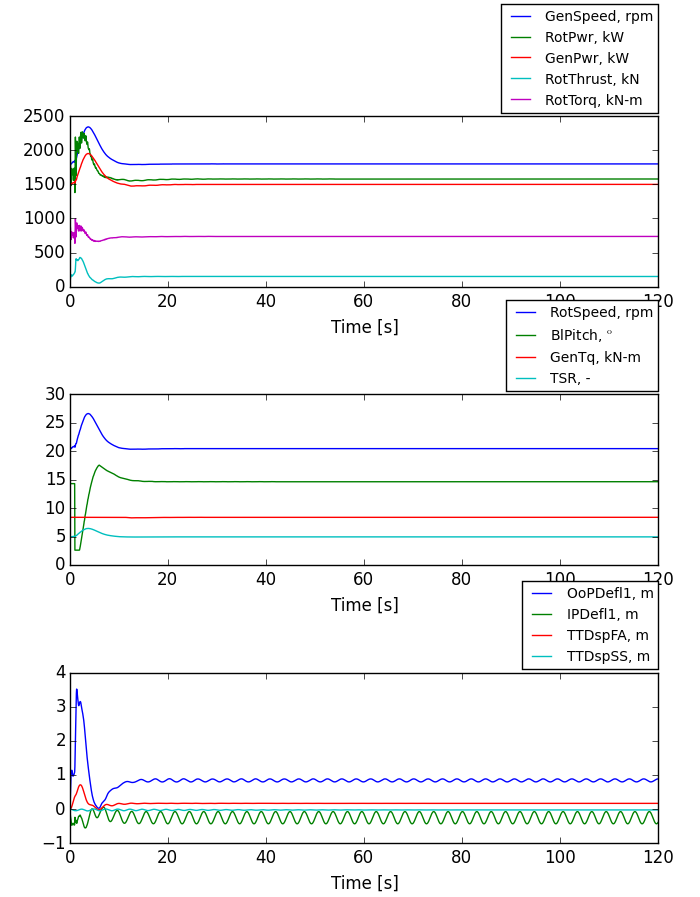 GenSpeed, rpm
RotPwr, kW
GenPwr, kW
RotThrust, kN
RotTorq, kN-m
2500
2000
1500
1000
500
0
0 20 40 60 80 100 120
Time [s]
RotSpeed, rpm
BlPitch, °
GenTq, kN-m
TSR, -
30
25
20
15
10
5
0
0 20 40 60 80 100 120
Time [s]
OoPDefl1, m
IPDefl1, m
TTDspFA, m
TTDspSS, m
4
3
2
1
0
−1
0 20 40 60 80 100 120
Time [s]